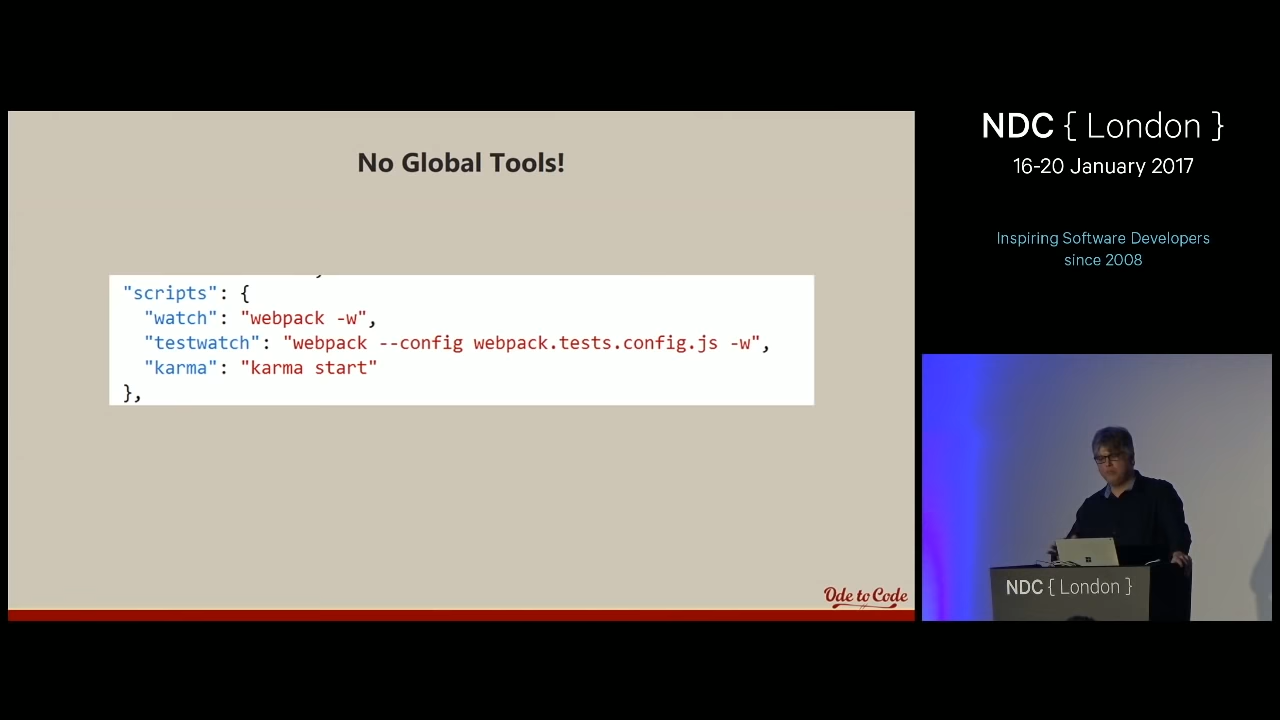 No Global Tools!
"scripts": {
"watch": "webpack -w",
"testwatch": "webpack --config webpack.tests.config.js -w",
"karma": "karma start"
},
Ode to Code
NDC { London }
16-20 January 2017
Inspiring Software Developers
since 2008
NDC { London }